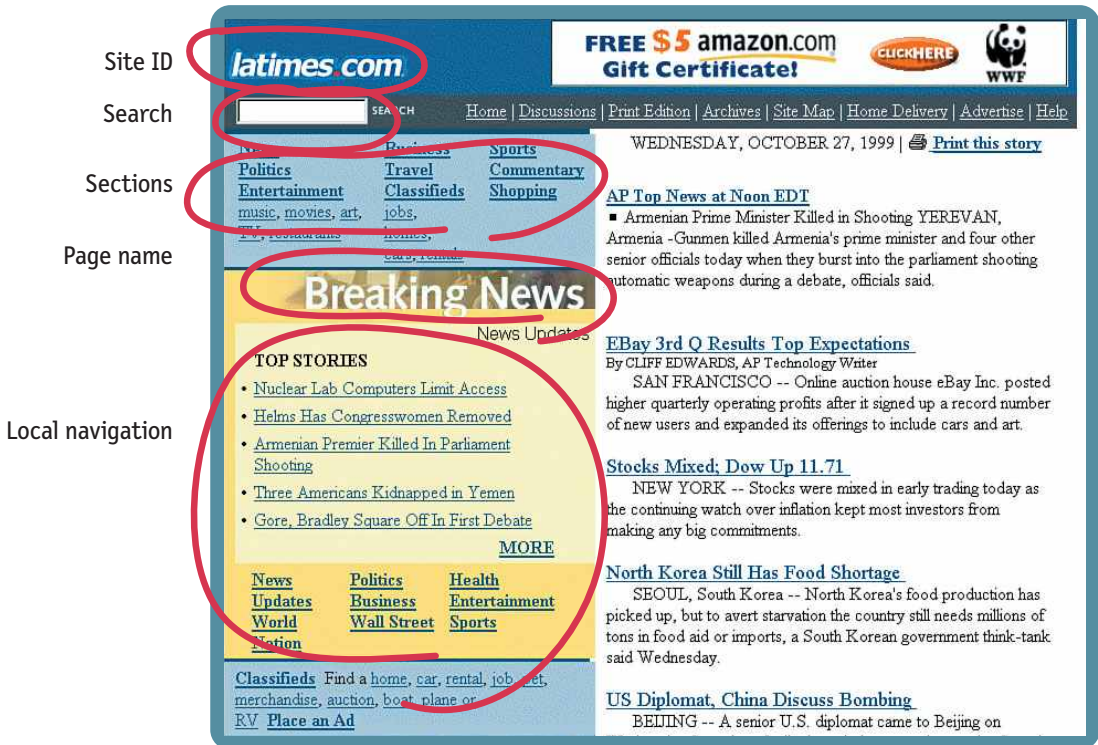 Site ID
Search
Sections
Page name
Local navigation
latimes.com
FREE $5 amazon.com
Gift Certificate!
CLICKHERE
WWF
SEARCH
Home | Discussions | Print Edition | Archives | Site Map | Home Delivery | Advertise | Help
News Business Sports
Politics Travel Commentary
Entertainment Classifieds Shopping
music, movies, art, jobs,
TV, restaurants homes,
cars, rentals
Breaking News
News Updates
TOP STORIES
• Nuclear Lab Computers Limit Access
• Helms Has Congresswomen Removed
• Armenian Premier Killed In Parliament
Shooting
• Three Americans Kidnapped in Yemen
• Gore, Bradley Square Off In First Debate
MORE
News Politics Health
Updates Business Entertainment
World Wall Street Sports
Nation
Classifieds Find a home, car, rental, job, pet,
merchandise, auction, boat, plane or
RV Place an Ad
WEDNESDAY, OCTOBER 27, 1999 | Print this story
AP Top News at Noon EDT
■ Armenian Prime Minister Killed in Shooting YEREVAN,
Armenia -Gunmen killed Armenia's prime minister and four other
senior officials today when they burst into the parliament shooting
automatic weapons during a debate, officials said.
EBay 3rd Q Results Top Expectations
By CLIFF EDWARDS, AP Technology Writer
SAN FRANCISCO -- Online auction house eBay Inc. posted
higher quarterly operating profits after it signed up a record number
of new users and expanded its offerings to include cars and art.
Stocks Mixed; Dow Up 11.71
NEW YORK -- Stocks were mixed in early trading today as
the continuing watch over inflation kept most investors from
making any big commitments.
North Korea Still Has Food Shortage
SEOUL, South Korea -- North Korea's food production has
picked up, but to avert starvation the country still needs millions of
tons in food aid or imports, a South Korean government think-tank
said Wednesday.
US Diplomat, China Discuss Bombing
BEIJING -- A senior U.S. diplomat came to Beijing on